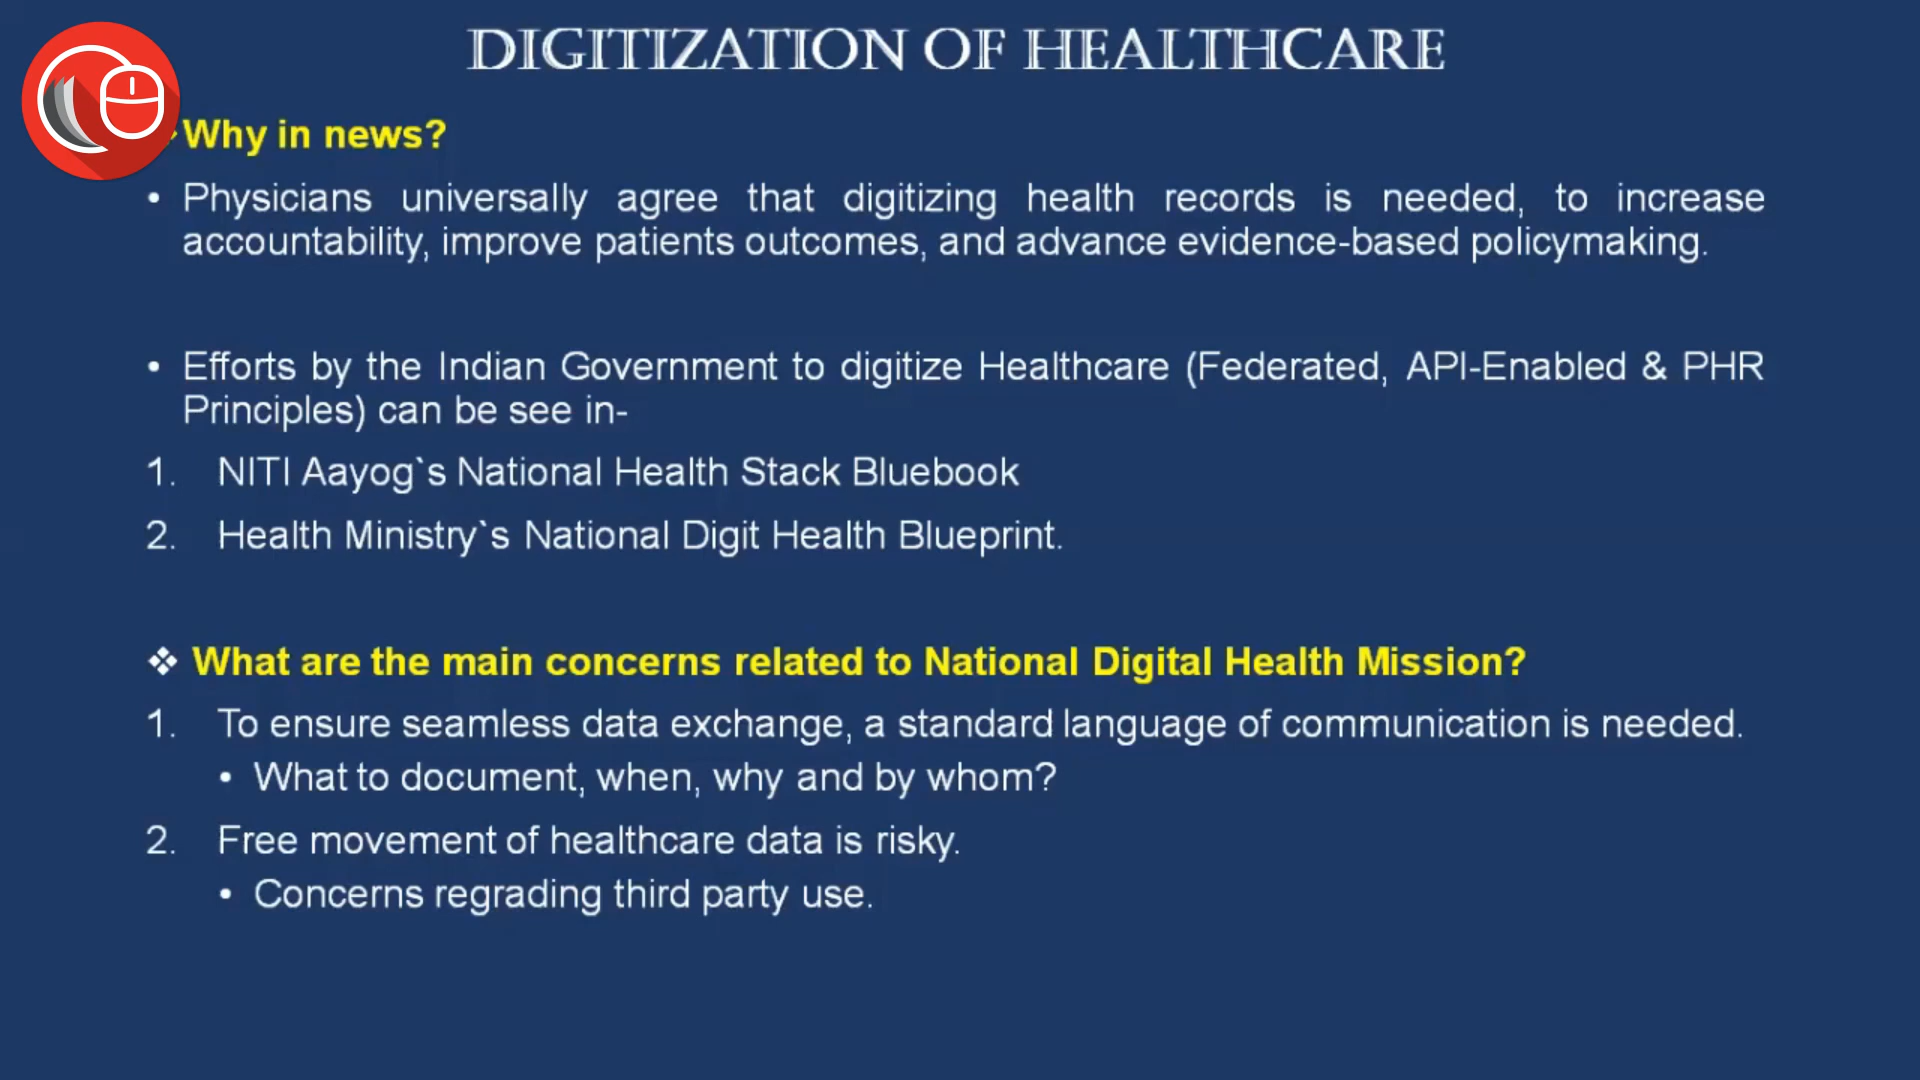 DIGITIZATION OF HEALTHCARE
Why in news?
• Physicians universally agree that digitizing health records is needed, to increase
accountability, improve patients outcomes, and advance evidence-based policymaking.
• Efforts by the Indian Government to digitize Healthcare (Federated, API-Enabled & PHR
Principles) can be see in-
1. NITI Aayog`s National Health Stack Bluebook
2. Health Ministry`s National Digit Health Blueprint.
❖ What are the main concerns related to National Digital Health Mission?
1. To ensure seamless data exchange, a standard language of communication is needed.
• What to document, when, why and by whom?
2. Free movement of healthcare data is risky.
• Concerns regrading third party use.